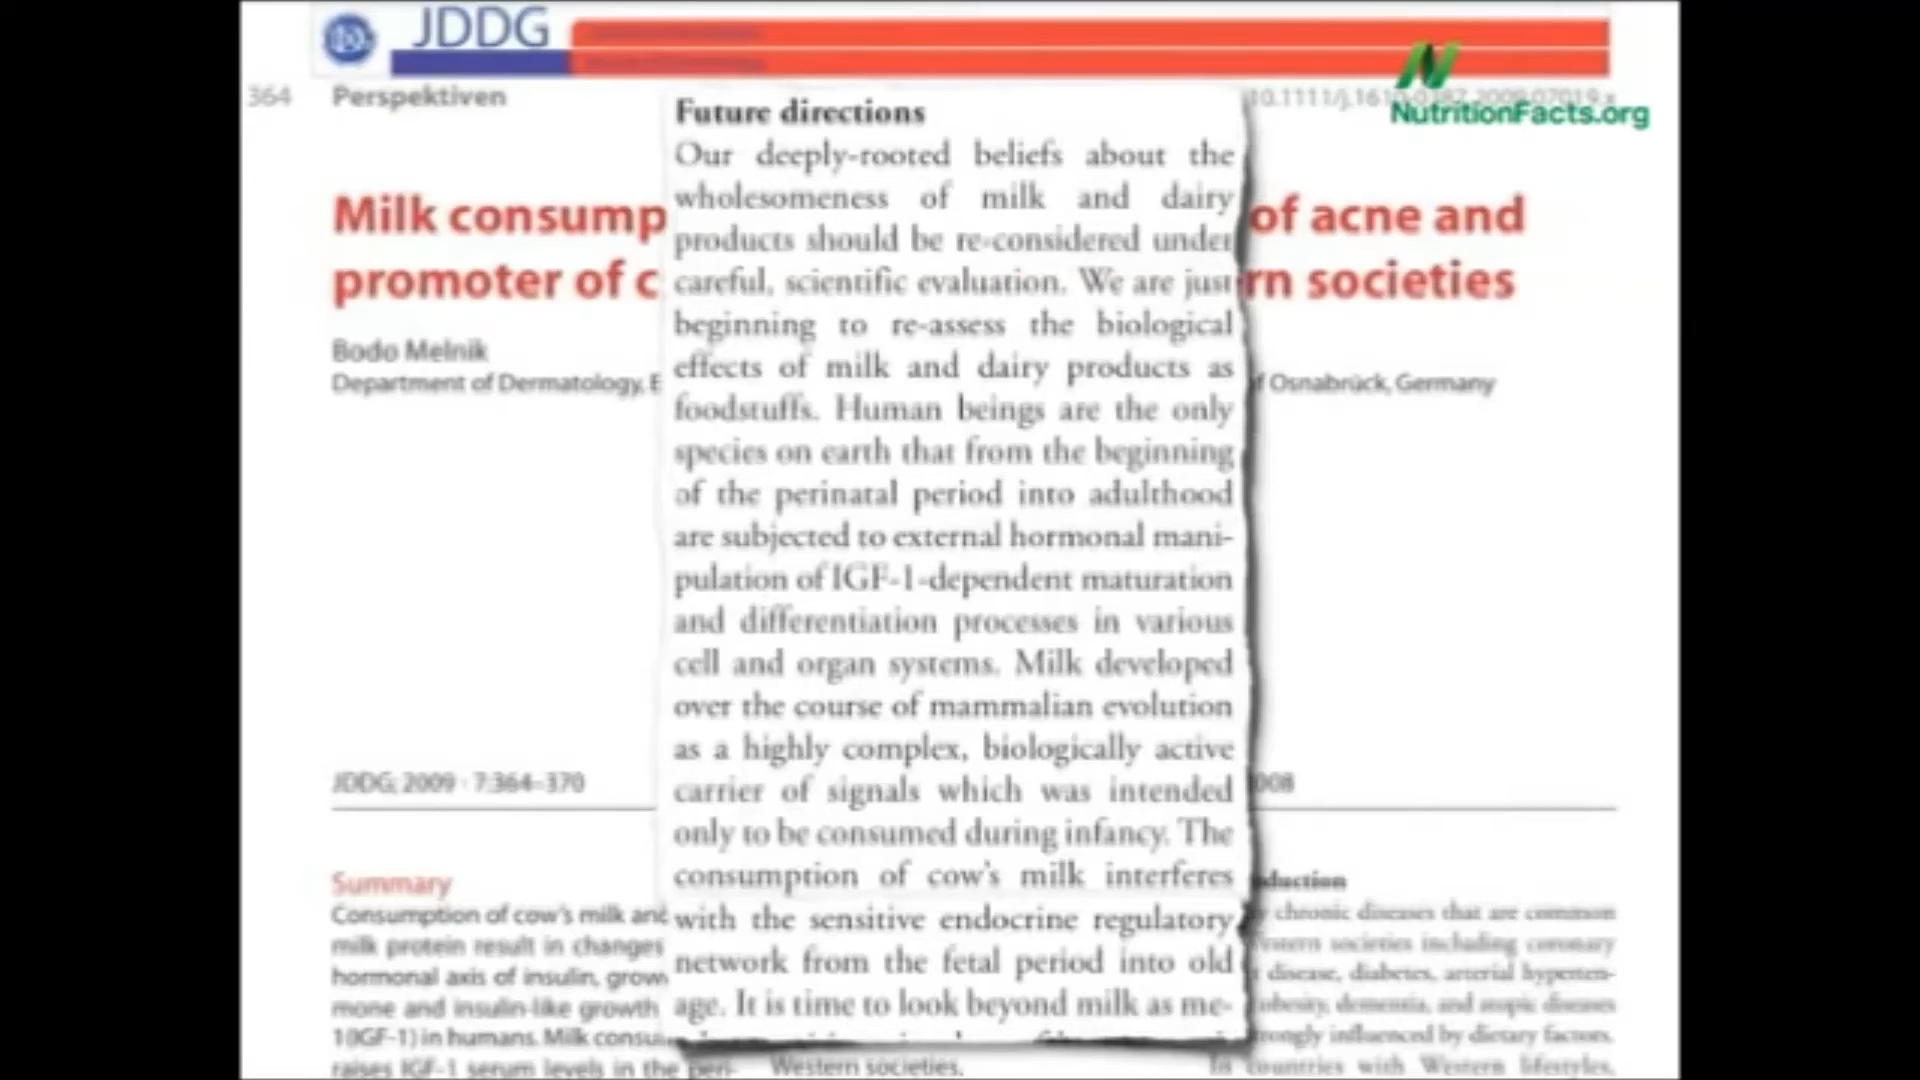 JDDG
NutritionFacts.org
364 Perspektiven
Milk consump of acne and
promoter of c rn societies
Bodo Melnik
Department of Dermatology, E f Osnabrück, Germany
JDDG; 2009 · 7:364–370 008
Future directions
Our deeply-rooted beliefs about the
wholesomeness of milk and dairy
products should be re-considered under
careful, scientific evaluation. We are just
beginning to re-assess the biological
effects of milk and dairy products as
foodstuffs. Human beings are the only
species on earth that from the beginning
of the perinatal period into adulthood
are subjected to external hormonal mani-
pulation of IGF-1-dependent maturation
and differentiation processes in various
cell and organ systems. Milk developed
over the course of mammalian evolution
as a highly complex, biologically active
carrier of signals which was intended
only to be consumed during infancy. The
consumption of cow's milk interferes
with the sensitive endocrine regulatory
network from the fetal period into old
age. It is time to look beyond milk as me-
Summary
Consumption of cow's milk and
milk protein result in changes
hormonal axis of insulin, grow
mone and insulin-like growth
1(IGF-1) in humans. Milk consu
raises IGF-1 serum levels in the peri-
Western societies.
duction
chronic diseases that are common
stern societies including coronary
disease, diabetes, arterial hyperten-
obesity, dementia, and atopic diseases
trongly influenced by dietary factors.
In countries with Western lifestyles,